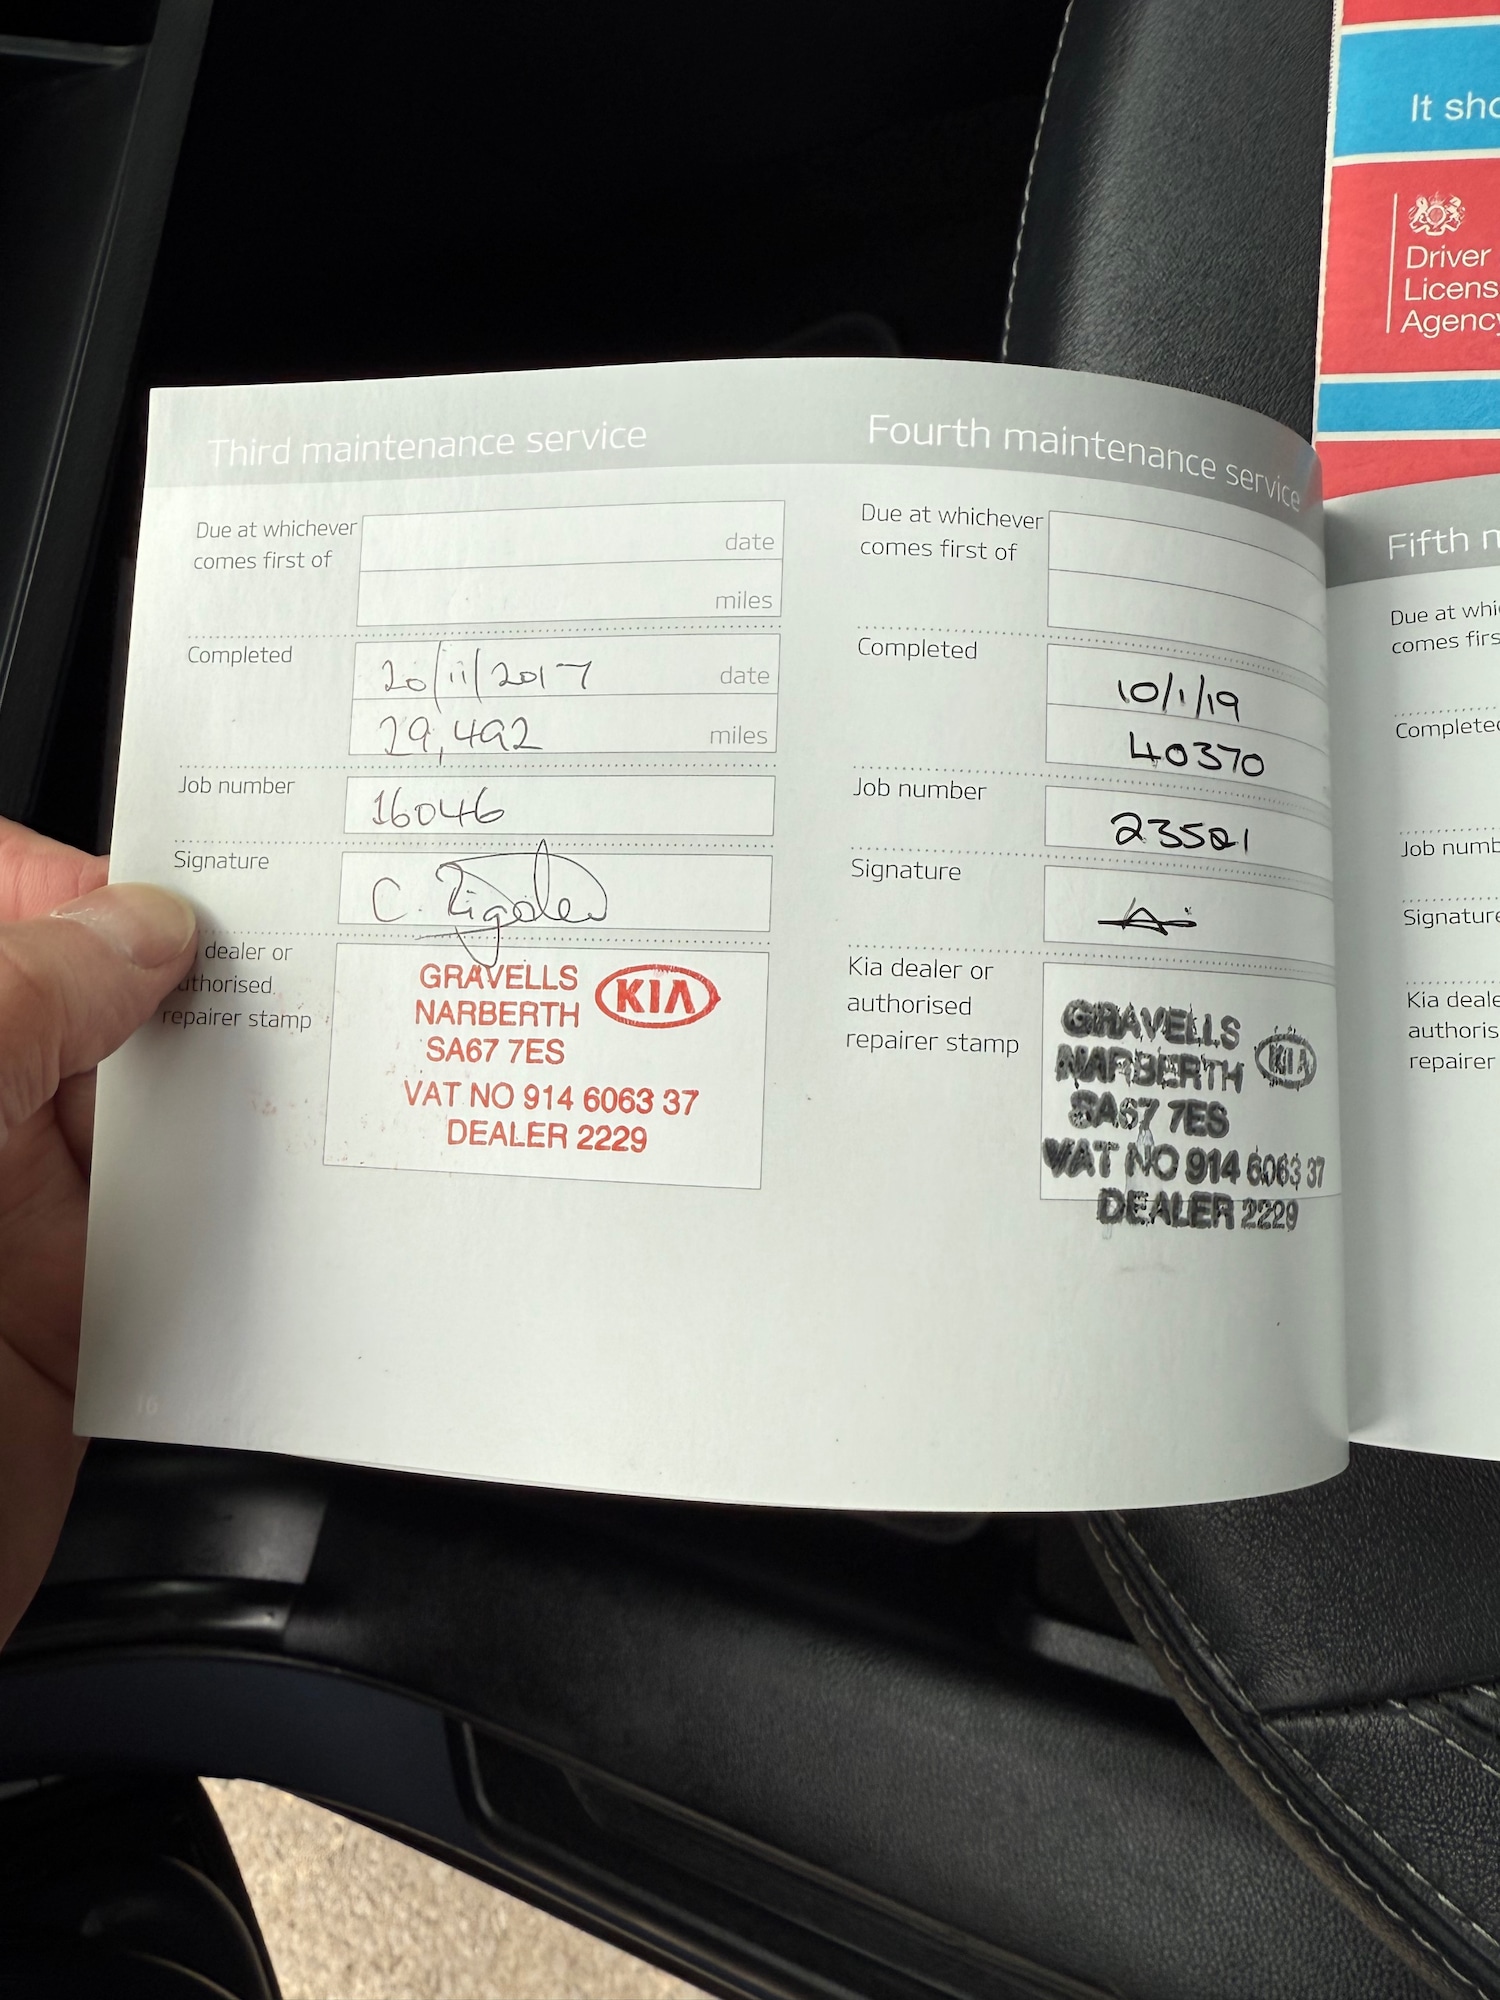 It sho
Driver
Licens
Agency
Third maintenance service
Due at whichever
comes first of
date
miles
Completed
20/11/2017
date
29,492
miles
Job number
16046
Signature
C.
dealer or
uthorised
repairer stamp
GRAVELLS
NARBERTH
SA67 7ES
KIA
VAT NO 914 6063 37
DEALER 2229
16
Fourth maintenance service
Due at whichever
comes first of
Completed
10/1/19
40370
Job number
23521
Signature
Kia dealer or
authorised
repairer stamp
GRAVELLS
NARBERTH
SA67 7ES
KIA
VAT NO 914 6063 37
DEALER 2229
Fifth m
Due at whi
comes firs
Completed
Job numb
Signature
Kia deale
authoris
repairer